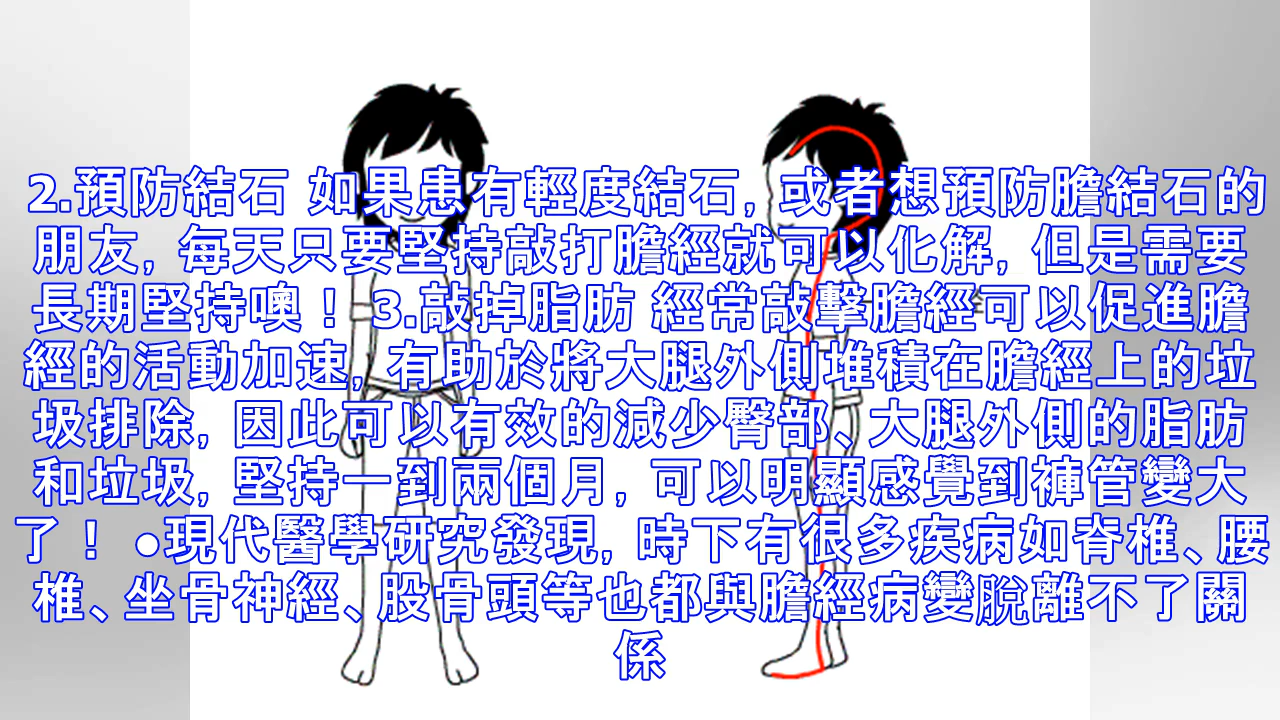 2.預防結石 如果患有輕度結石, 或者想預防膽結石的
朋友, 每天只要堅持敲打膽經就可以化解, 但是需要
長期堅持噢！ 3.敲掉脂肪 經常敲擊膽經可以促進膽
經的活動加速, 有助於將大腿外側堆積在膽經上的垃
圾排除, 因此可以有效的減少臀部、大腿外側的脂肪
和垃圾, 堅持一到兩個月, 可以明顯感覺到褲管變大
了！ ●現代醫學研究發現, 時下有很多疾病如脊椎、腰
椎、坐骨神經、股骨頭等也都與膽經病變脫離不了關
係